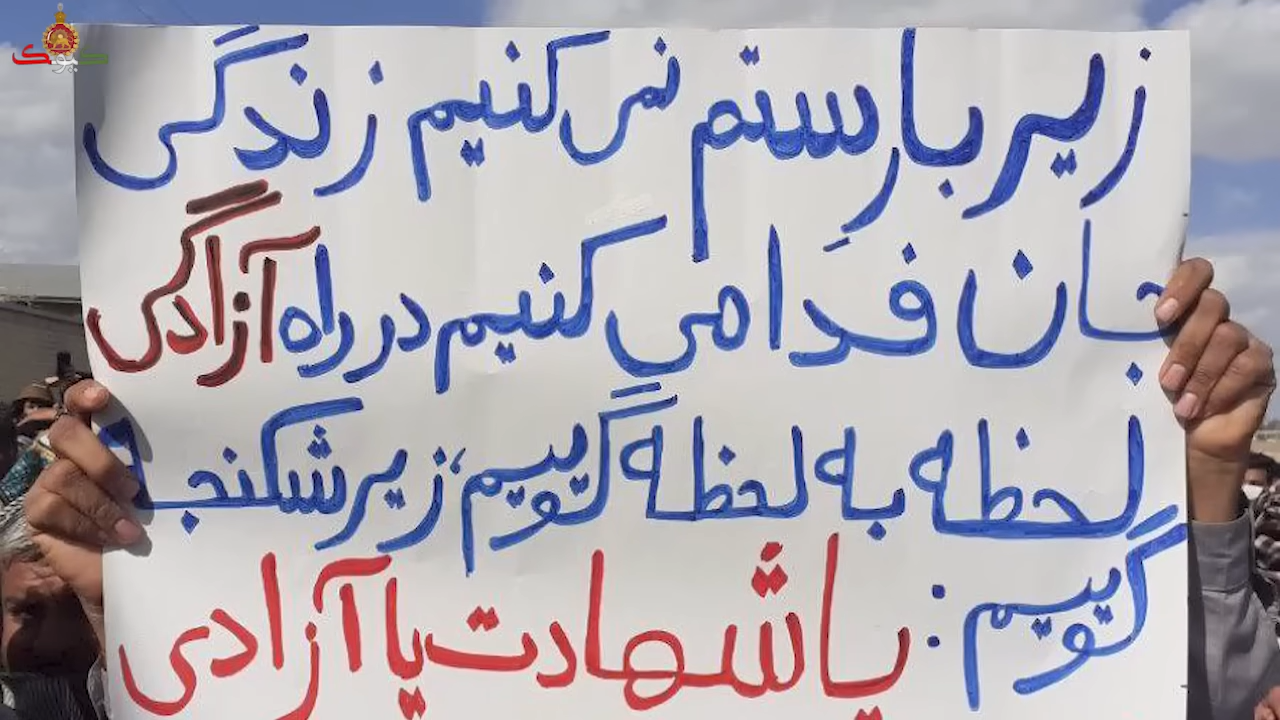 کیوسک
زیر بار ستم نمی کنیم زندگی
جان فدا می کنیم در راه آزادگی
لحظه به لحظه گوییم، زیر شکنجه
گوییم: یا شهادت یا آزادی